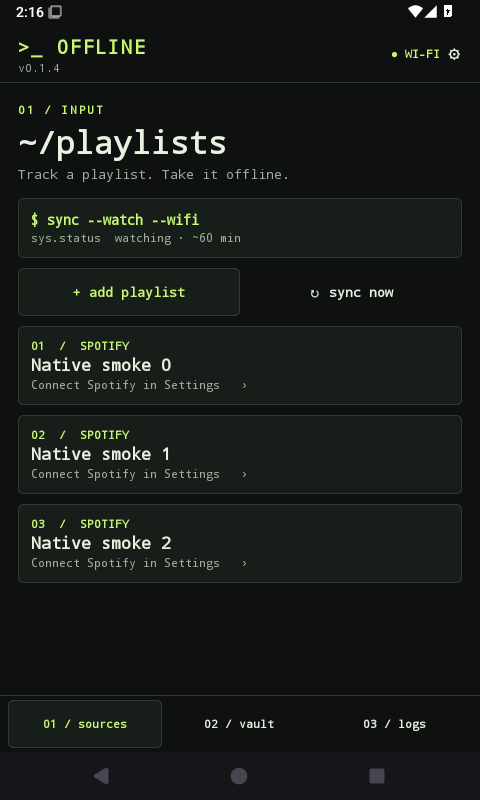 2:16
>_ OFFLINE
v0.1.4
• WI-FI ⚙
01 / INPUT
~/playlists
Track a playlist. Take it offline.
$ sync --watch --wifi
sys.status  watching · ~60 min
+ add playlist
↻ sync now
01 / SPOTIFY
Native smoke 0
Connect Spotify in Settings ›
02 / SPOTIFY
Native smoke 1
Connect Spotify in Settings ›
03 / SPOTIFY
Native smoke 2
Connect Spotify in Settings ›
01 / sources
02 / vault
03 / logs